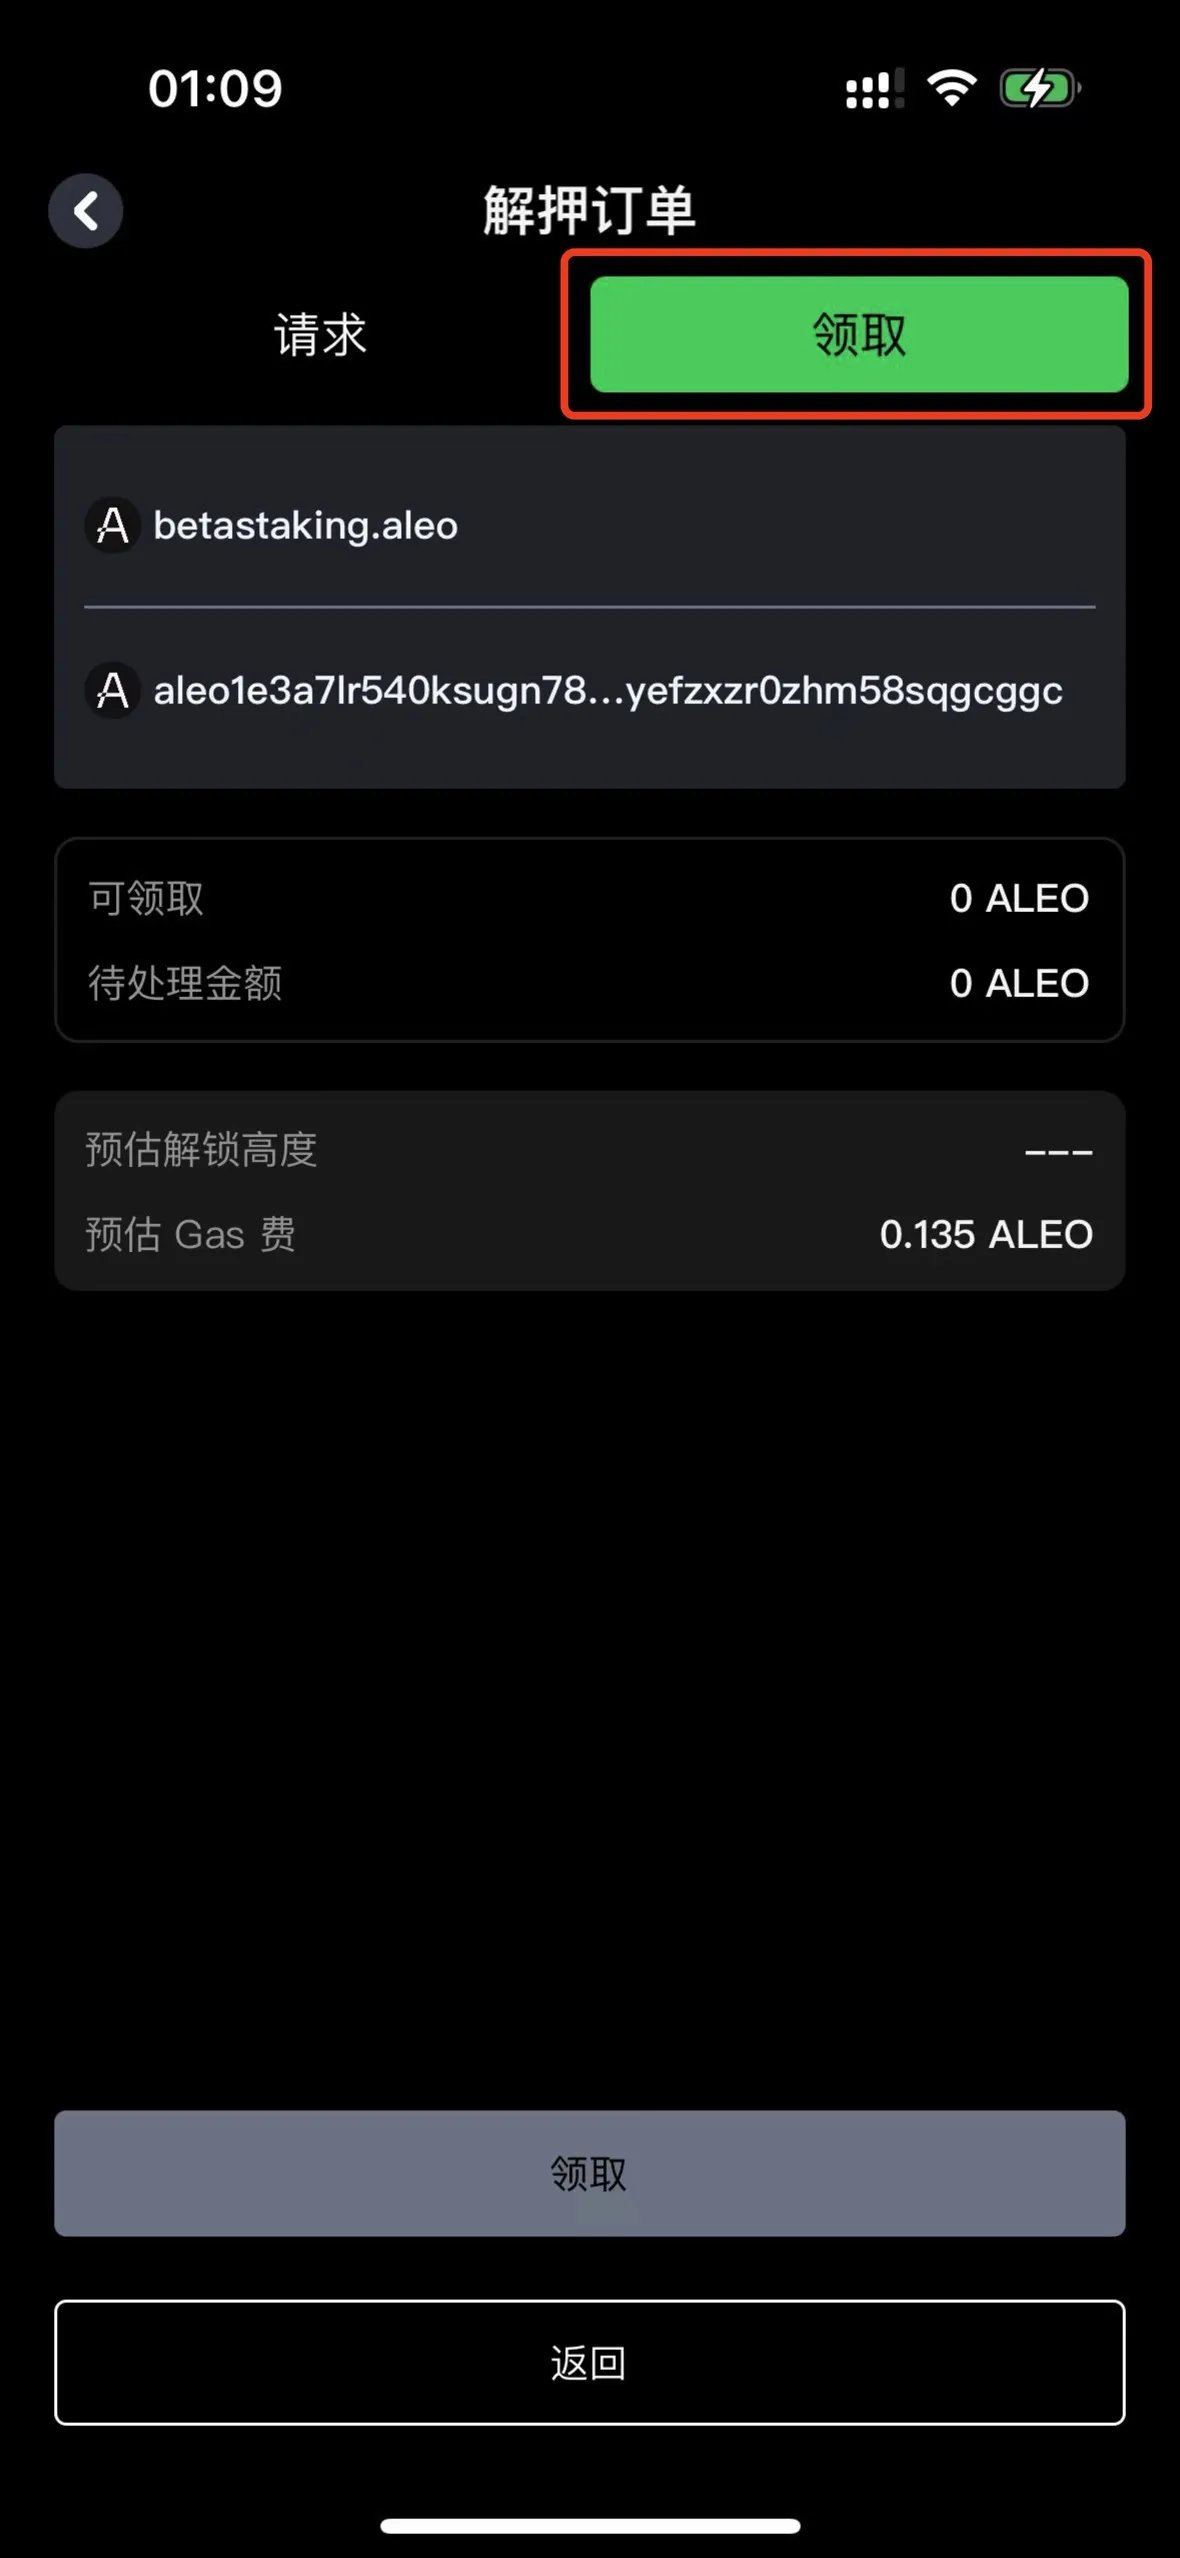 01:09
解押订单
请求
领取
betastaking.aleo
aleo1e3a7lr540ksugn78...yefzxzr0zhm58sqgcggc
可领取 0 ALEO
待处理金额 0 ALEO
预估解锁高度 ---
预估 Gas 费 0.135 ALEO
领取
返回